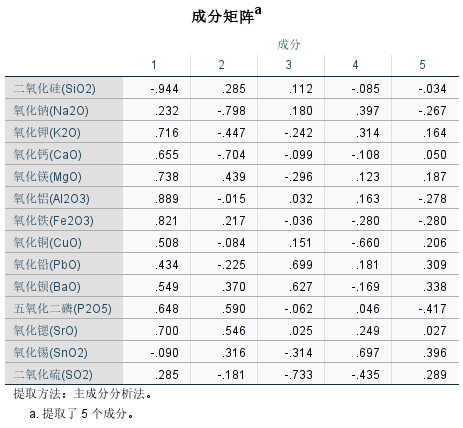 成分矩阵a
成分
1 2 3 4 5
二氧化硅(SiO2) -.944 .285 .112 -.085 -.034
氧化钠(Na2O) .232 -.798 .180 .397 -.267
氧化钾(K2O) .716 -.447 -.242 .314 .164
氧化钙(CaO) .655 -.704 -.099 -.108 .050
氧化镁(MgO) .738 .439 -.296 .123 .187
氧化铝(Al2O3) .889 -.015 .032 .163 -.278
氧化铁(Fe2O3) .821 .217 -.036 -.280 -.280
氧化铜(CuO) .508 -.084 .151 -.660 .206
氧化铅(PbO) .434 -.225 .699 .181 .309
氧化钡(BaO) .549 .370 .627 -.169 .338
五氧化二磷(P2O5) .648 .590 -.062 .046 -.417
氧化锶(SrO) .700 .546 .025 .249 .027
氧化锡(SnO2) -.090 .316 -.314 .697 .396
二氧化硫(SO2) .285 -.181 -.733 -.435 .289
提取方法：主成分分析法。
a. 提取了 5 个成分。